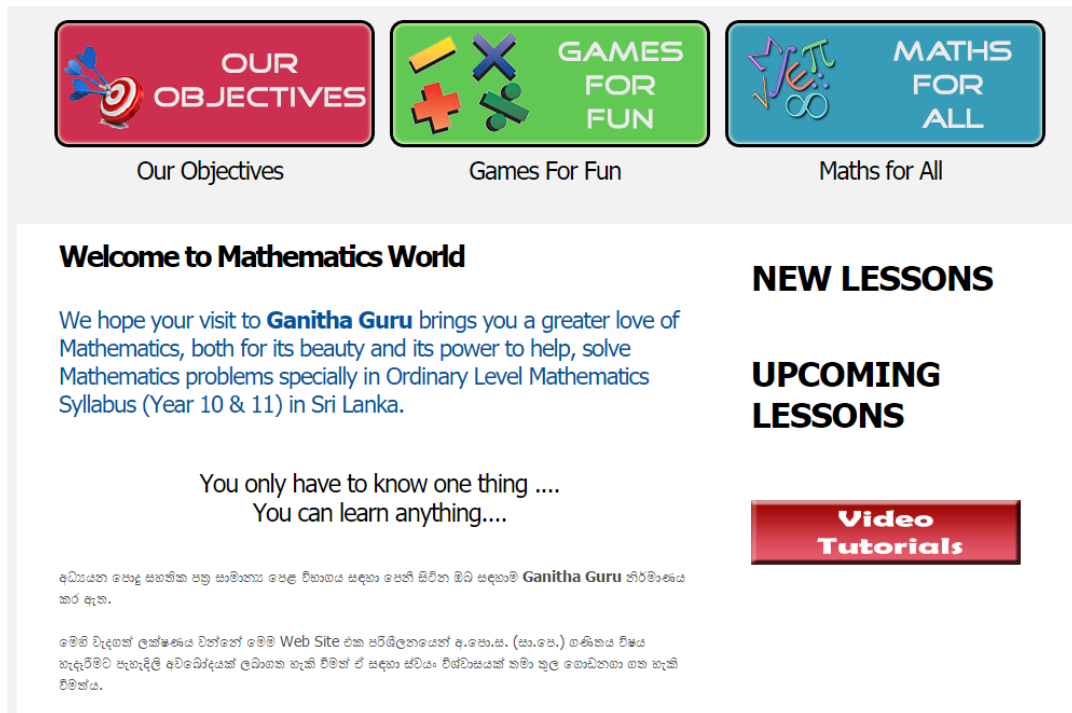 OUR
OBJECTIVES
GAMES
FOR
FUN
MATHS
FOR
ALL
Our Objectives
Games For Fun
Maths for All
Welcome to Mathematics World
We hope your visit to Ganitha Guru brings you a greater love of
Mathematics, both for its beauty and its power to help, solve
Mathematics problems specially in Ordinary Level Mathematics
Syllabus (Year 10 & 11) in Sri Lanka.
You only have to know one thing ....
You can learn anything....
අධ්‍යයන පොදු සහතික පත්‍ර සාමාන්‍ය පෙළ විභාගය සඳහා පෙනී සිටින ඔබ සඳහාම Ganitha Guru නිර්මාණය
කර ඇත.
මෙහි වැදගත් ලක්ෂණය වන්නේ මෙම Web Site එක පරිශීලනයෙන් අ.පො.ස. (සා.පෙ.) ගණිතය විෂය
හැදෑරීමට පැහැදිලි අවබෝදයක් ලබාගත හැකි වීමත් ඒ සඳහා ස්වයං විශ්වාසයක් තමා තුල ගොඩනගා ගත හැකි
වීමත්ය.
NEW LESSONS
UPCOMING
LESSONS
Video
Tutorials